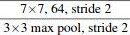 7×7, 64, stride 2
3×3 max pool, stride 2